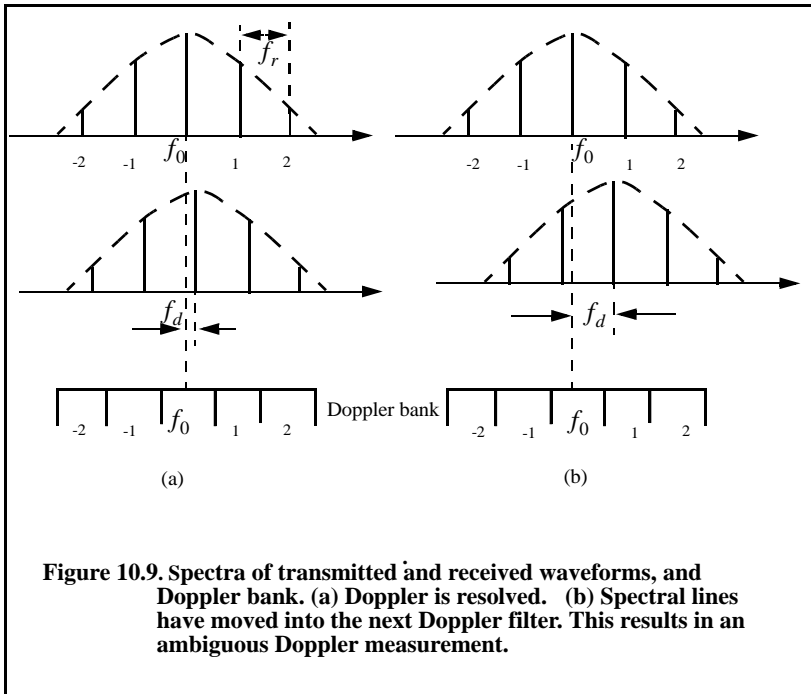 f_r
f_0
-2 -1 1 2
f_0
-2 -1 1 2
f_d
f_d
Doppler bank
-2 -1 f_0 1 2
-2 -1 f_0 1 2
(a)
(b)
Figure 10.9. Spectra of transmitted and received waveforms, and
Doppler bank. (a) Doppler is resolved. (b) Spectral lines
have moved into the next Doppler filter. This results in an
ambiguous Doppler measurement.